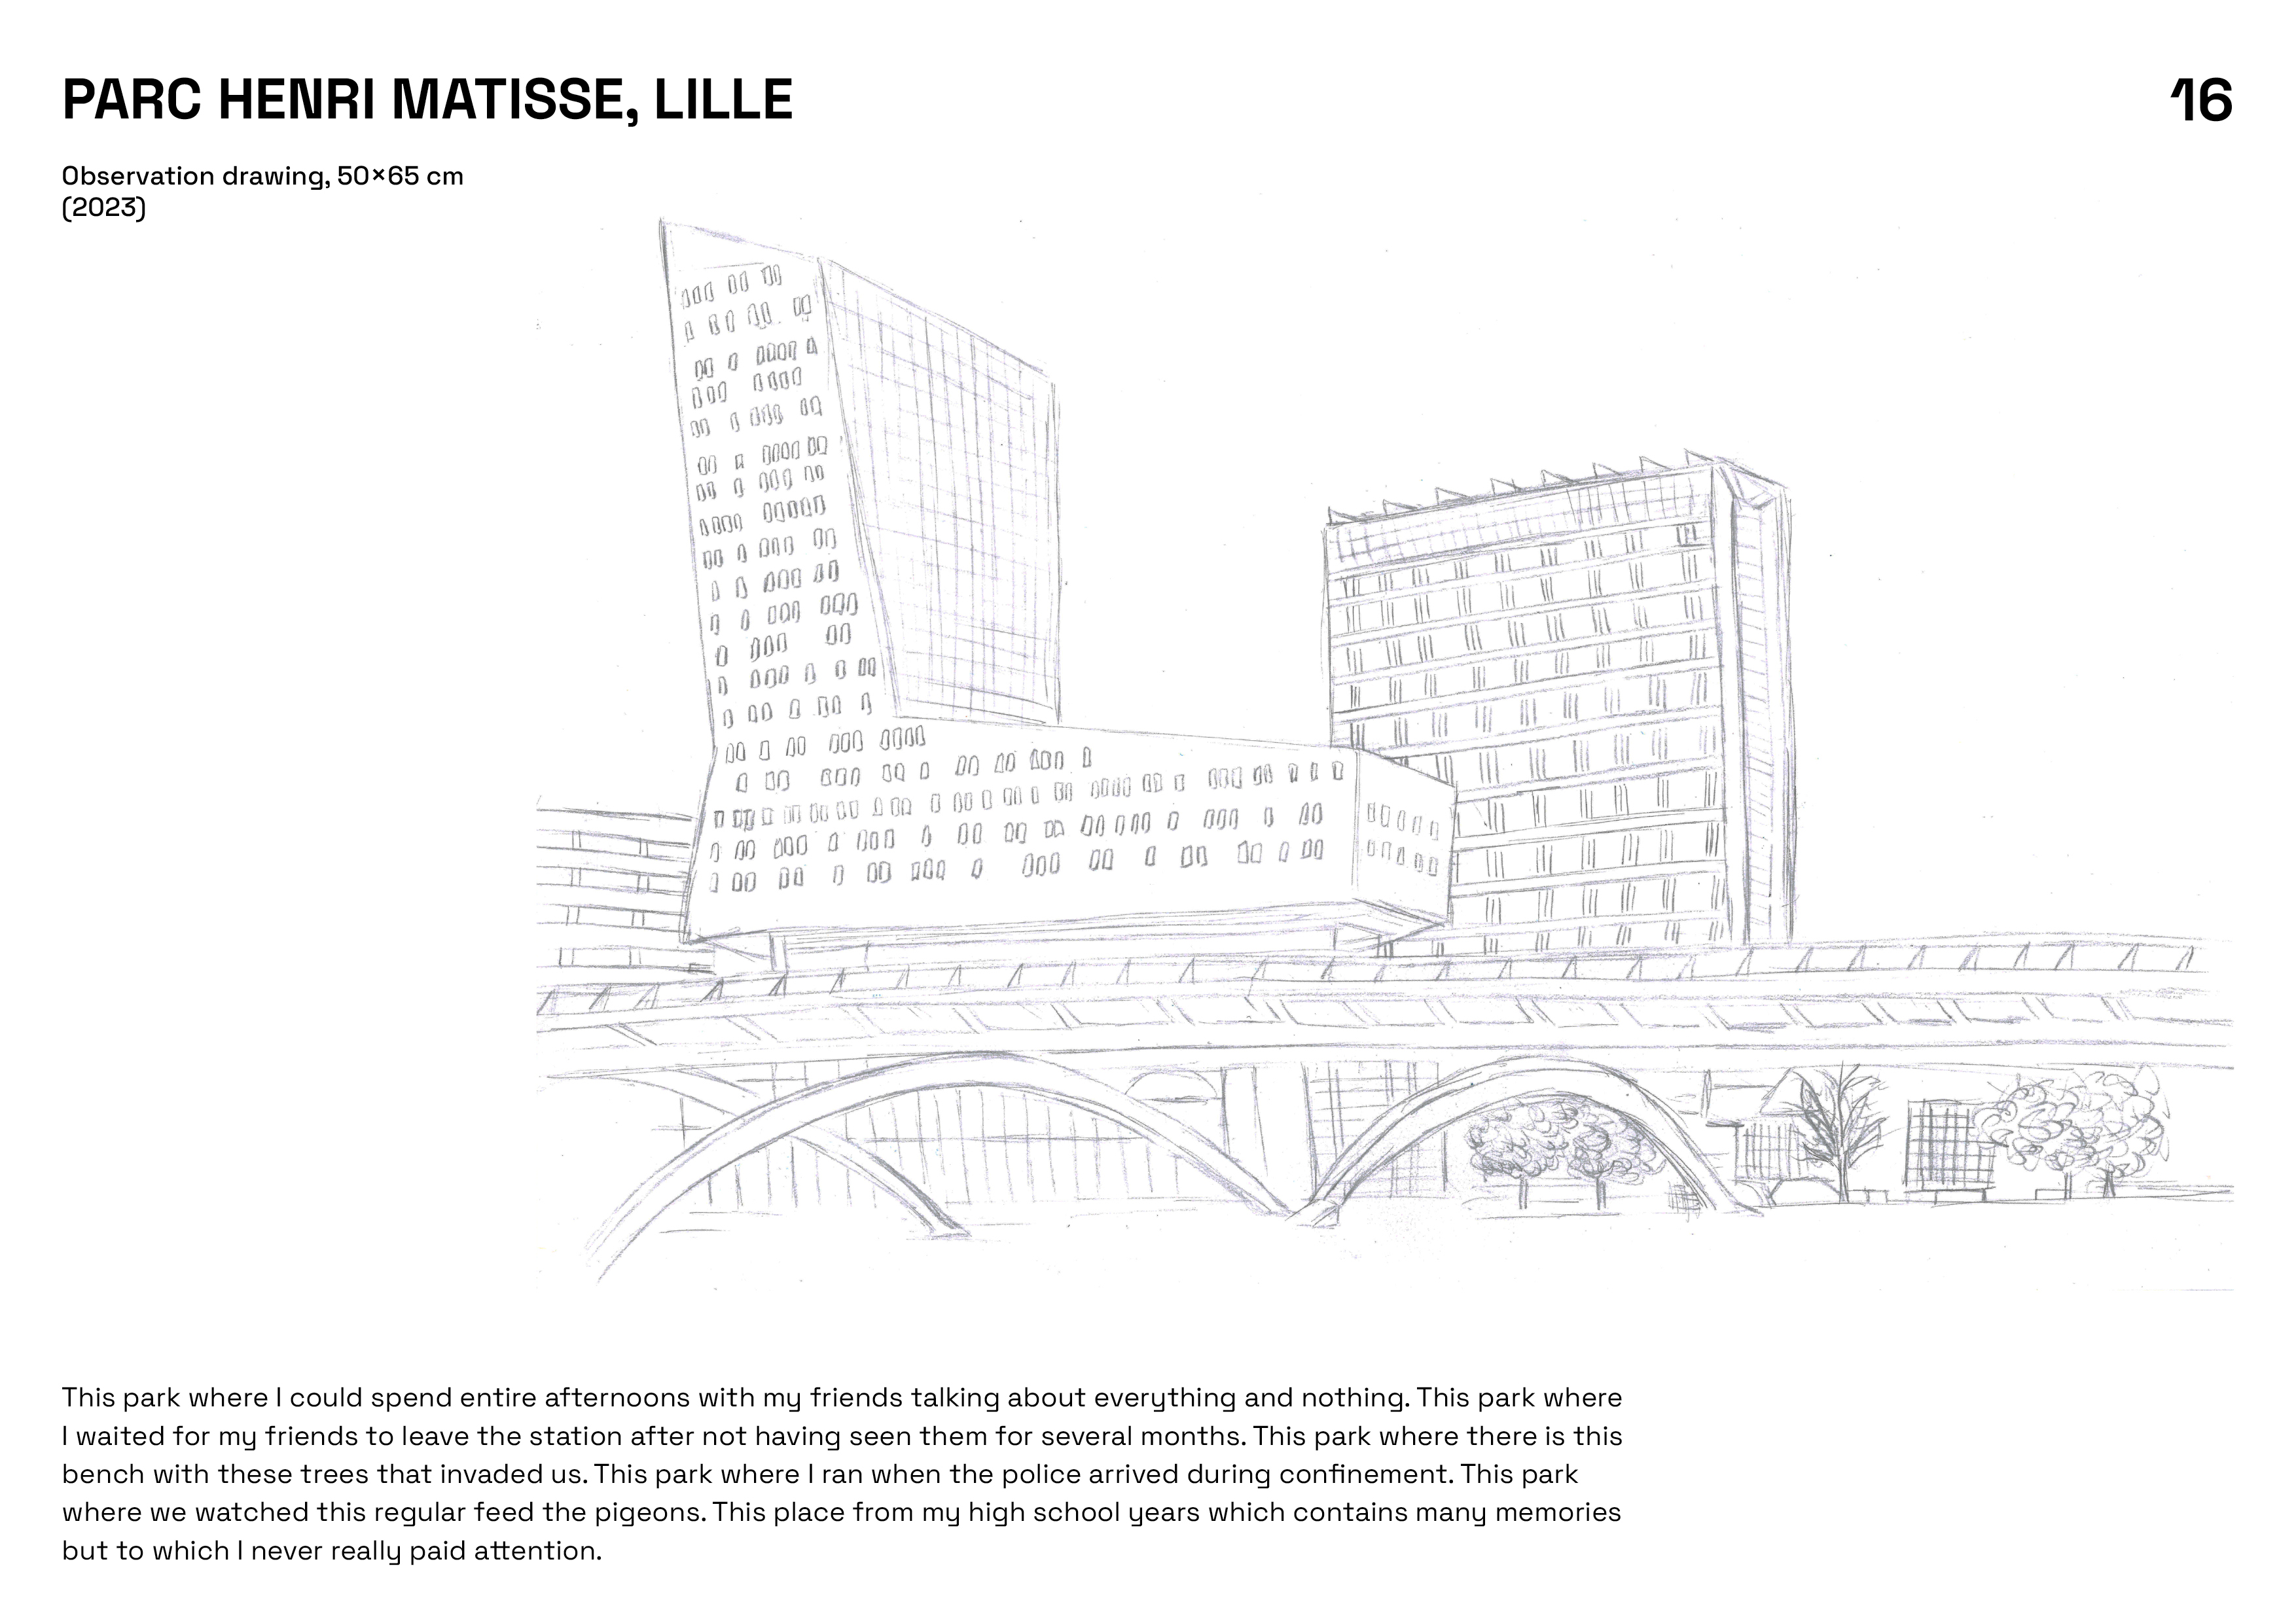 PARC HENRI MATISSE, LILLE
16
Observation drawing, 50×65 cm
(2023)
This park where I could spend entire afternoons with my friends talking about everything and nothing. This park where
I waited for my friends to leave the station after not having seen them for several months. This park where there is this
bench with these trees that invaded us. This park where I ran when the police arrived during confinement. This park
where we watched this regular feed the pigeons. This place from my high school years which contains many memories
but to which I never really paid attention.